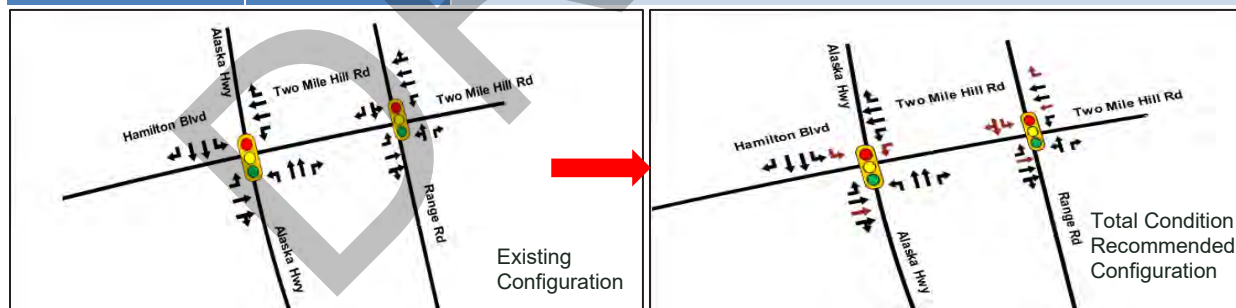 Alaska Hwy
Two Mile Hill Rd
Two Mile Hill Rd
Hamilton Blvd
Alaska Hwy
Range Rd
Existing
Configuration
Alaska Hwy
Two Mile Hill Rd
Two Mile Hill Rd
Hamilton Blvd
Alaska Hwy
Range Rd
Total Condition
Recommended
Configuration